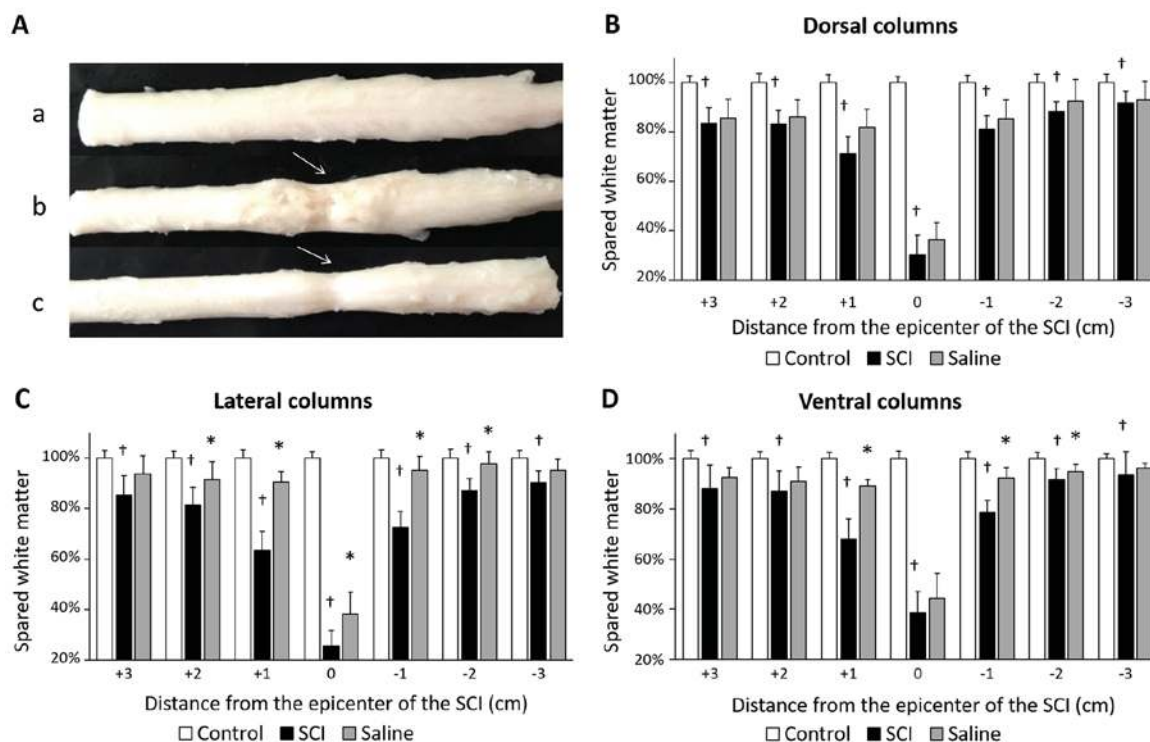 A
a
b
c
B
Dorsal columns
Spared white matter
100%
80%
60%
40%
20%
†
†
†
†
†
†
†
+3 +2 +1 0 -1 -2 -3
Distance from the epicenter of the SCI (cm)
Control SCI Saline
C
Lateral columns
Spared white matter
100%
80%
60%
40%
20%
†
† *
† *
† *
† *
† *
†
+3 +2 +1 0 -1 -2 -3
Distance from the epicenter of the SCI (cm)
Control SCI Saline
D
Ventral columns
Spared white matter
100%
80%
60%
40%
20%
†
†
† *
†
† *
† *
†
+3 +2 +1 0 -1 -2 -3
Distance from the epicenter of the SCI (cm)
Control SCI Saline